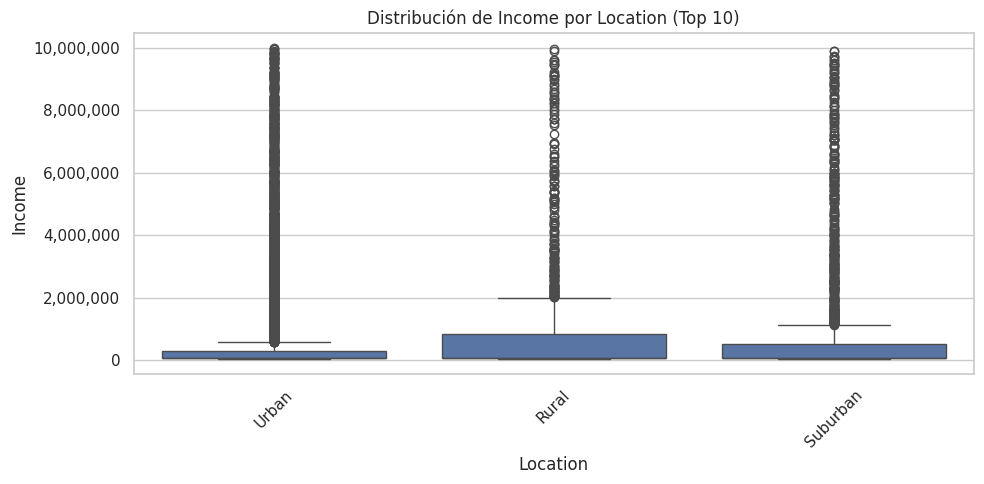 Distribución de Income por Location (Top 10)
10,000,000
8,000,000
6,000,000
4,000,000
2,000,000
0
Income
Urban
Rural
Suburban
Location